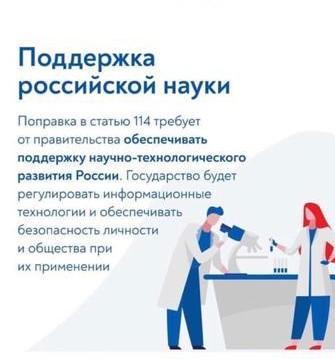 Поддержка
российской науки
Поправка в статью 114 требует
от правительства обеспечивать
поддержку научно-технологического
развития России. Государство будет
регулировать информационные
технологии и обеспечивать
безопасность личности
и общества при
их применении